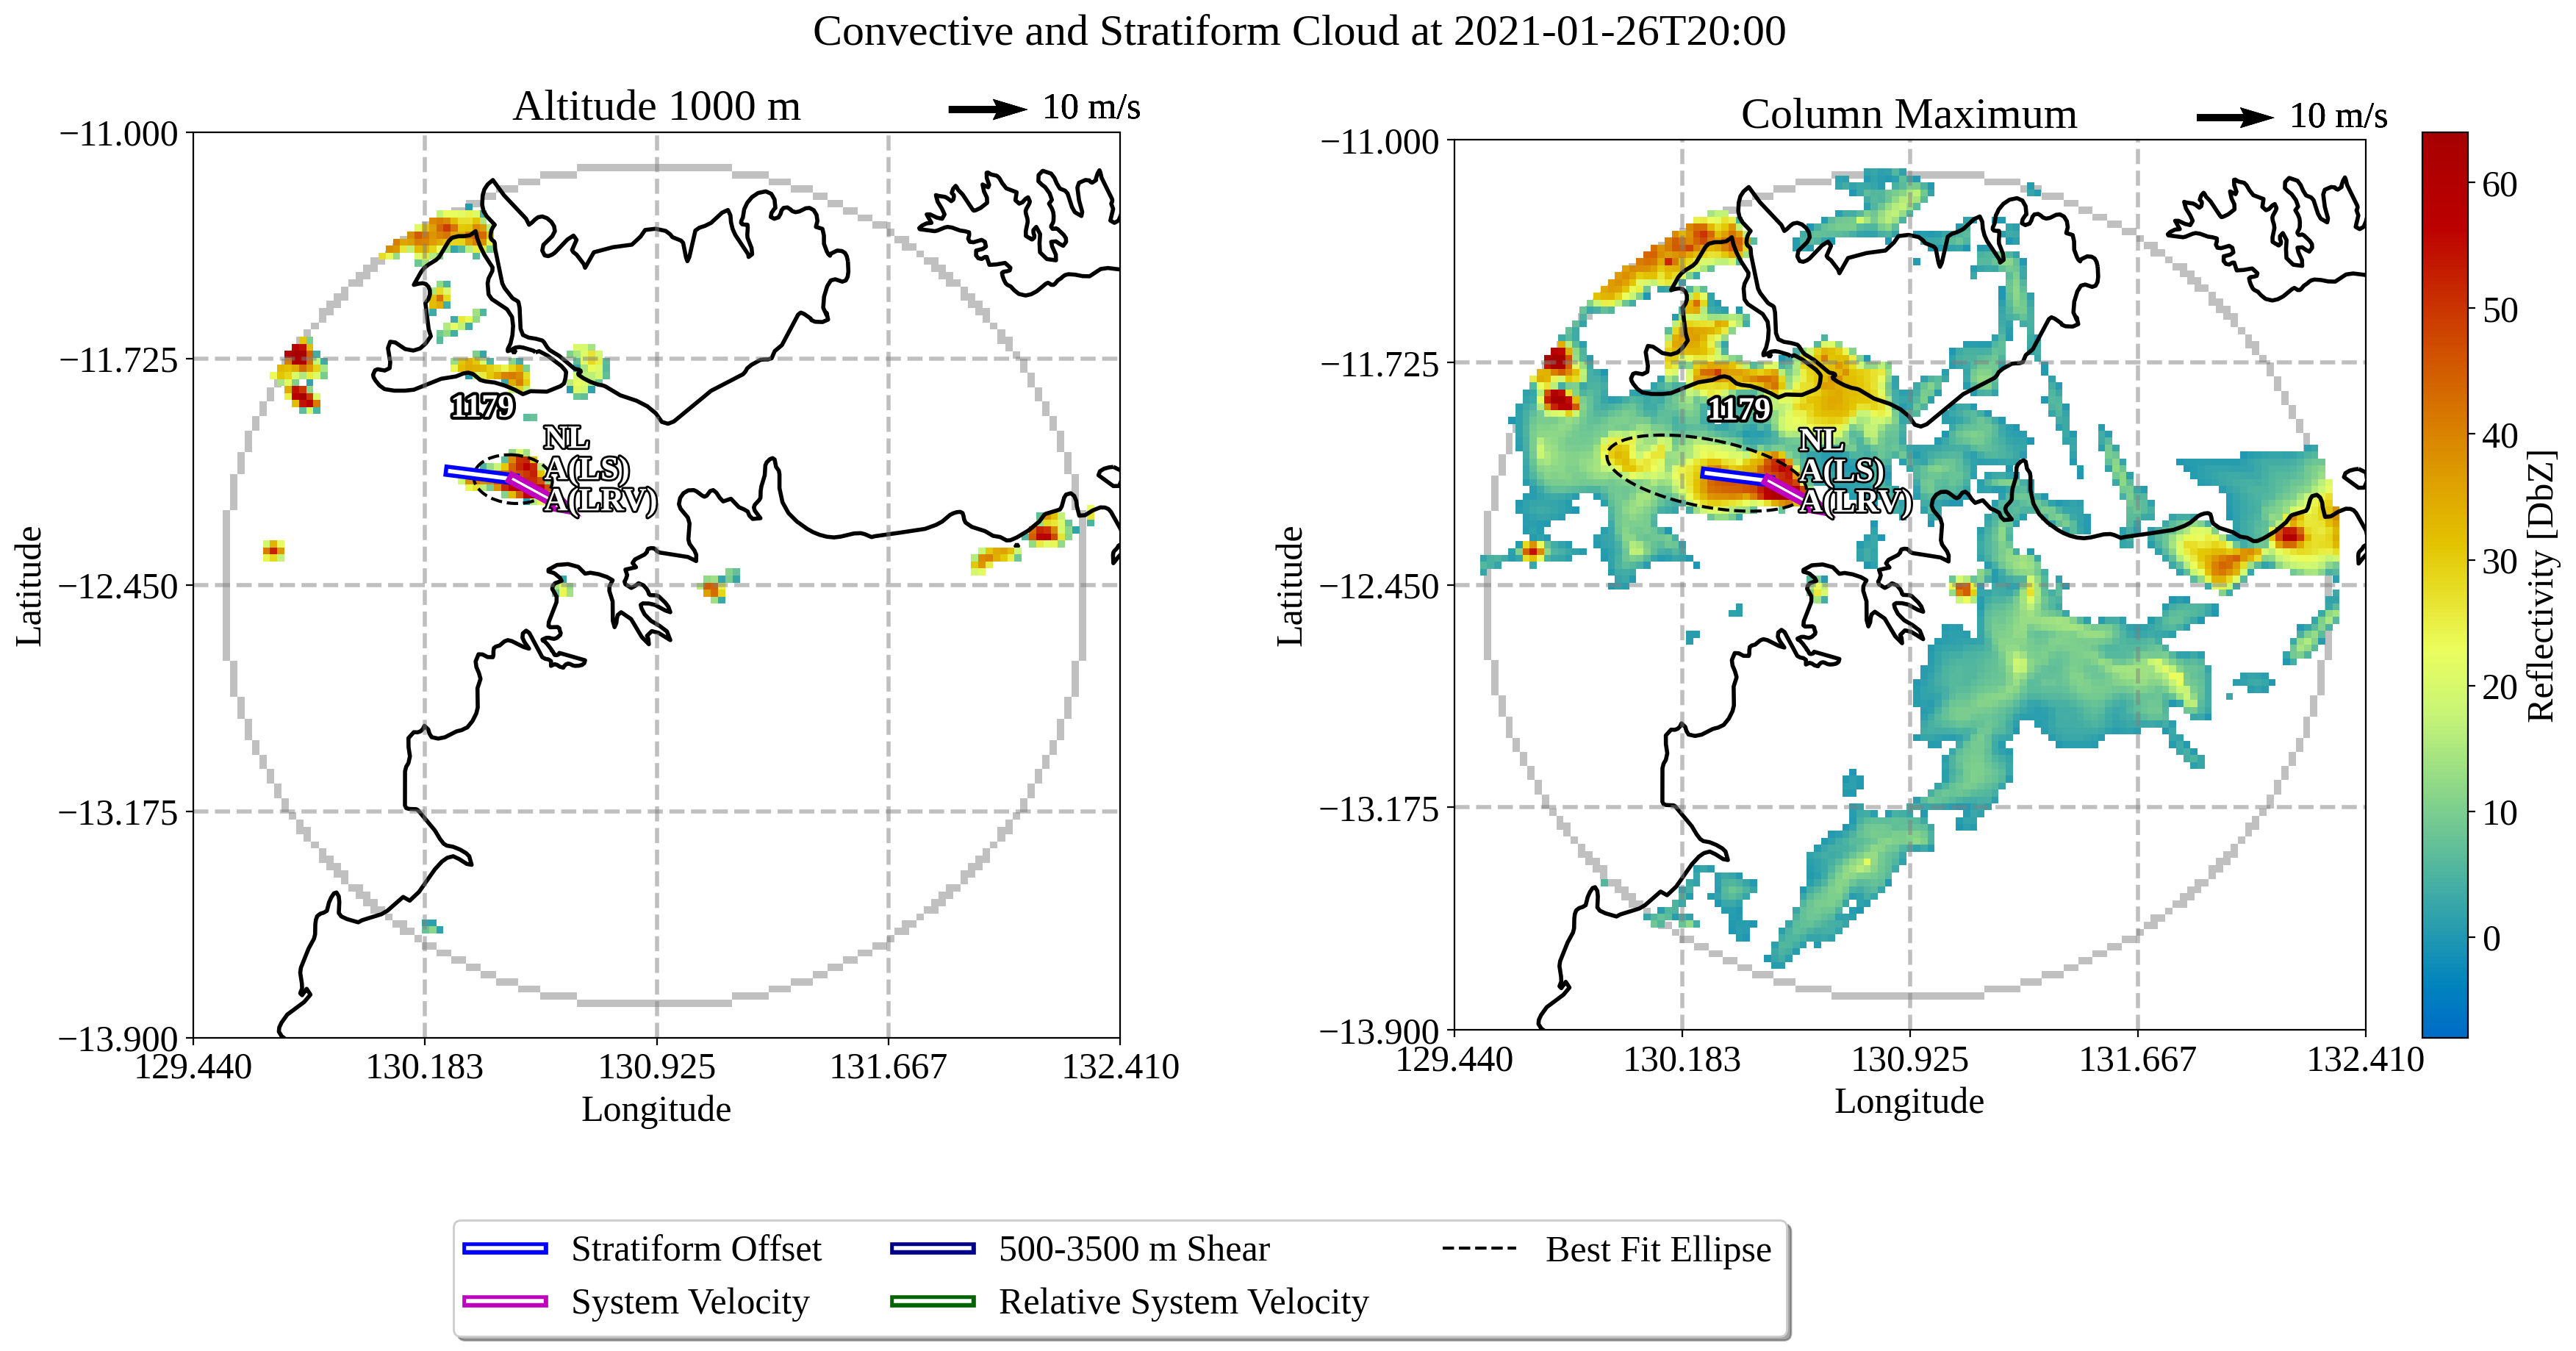 Convective and Stratiform Cloud at 2021-01-26T20:00
Altitude 1000 m
10 m/s
−11.000
−11.725
−12.450
−13.175
−13.900
129.440
130.183
130.925
131.667
132.410
Latitude
Longitude
1179
NL
A(LS)
A(LRV)
Column Maximum
10 m/s
−11.000
−11.725
−12.450
−13.175
−13.900
129.440
130.183
130.925
131.667
132.410
Latitude
Longitude
1179
NL
A(LS)
A(LRV)
60
50
40
30
20
10
0
Reflectivity [DbZ]
Stratiform Offset
System Velocity
500-3500 m Shear
Relative System Velocity
Best Fit Ellipse